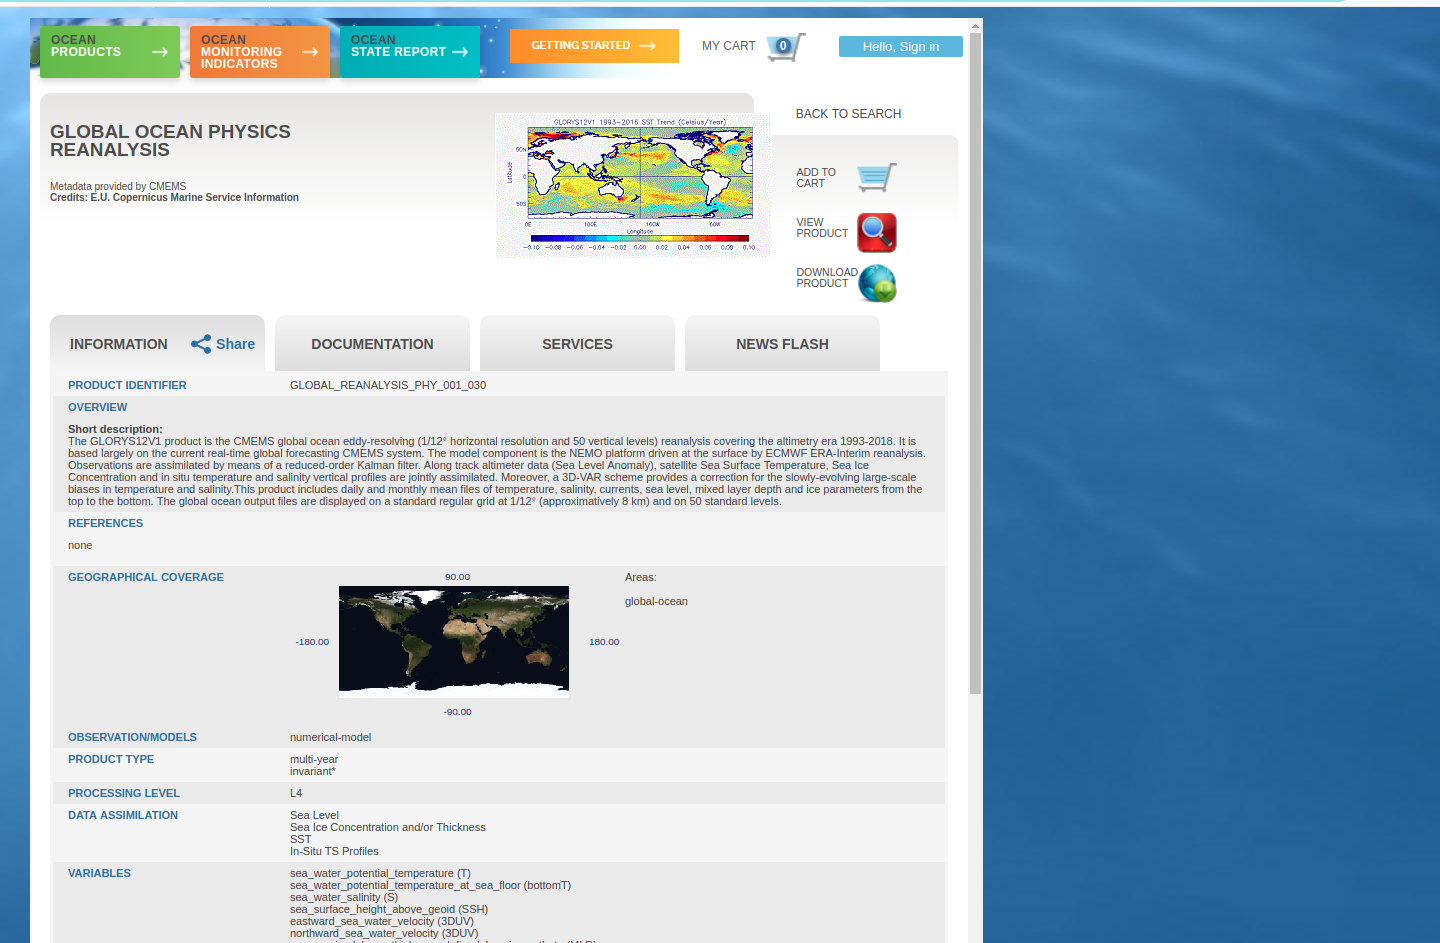 OCEAN
PRODUCTS
OCEAN
MONITORING
INDICATORS
OCEAN
STATE REPORT
GETTING STARTED
MY CART
0
Hello, Sign in
BACK TO SEARCH
GLOBAL OCEAN PHYSICS
REANALYSIS
Metadata provided by CMEMS
Credits: E.U. Copernicus Marine Service Information
GLORYS12V1 1993-2016 SST Trend (Celsius/Year)
Latitude
50N
0
50S
0E 100E 160W 60W
Longitude
-0.10 -0.08 -0.06 -0.04 -0.02 0.00 0.02 0.04 0.06 0.08 0.10
ADD TO
CART
VIEW
PRODUCT
DOWNLOAD
PRODUCT
INFORMATION Share
DOCUMENTATION
SERVICES
NEWS FLASH
PRODUCT IDENTIFIER GLOBAL_REANALYSIS_PHY_001_030
OVERVIEW
Short description:
The GLORYS12V1 product is the CMEMS global ocean eddy-resolving (1/12° horizontal resolution and 50 vertical levels) reanalysis covering the altimetry era 1993-2018. It is
based largely on the current real-time global forecasting CMEMS system. The model component is the NEMO platform driven at the surface by ECMWF ERA-Interim reanalysis.
Observations are assimilated by means of a reduced-order Kalman filter. Along track altimeter data (Sea Level Anomaly), satellite Sea Surface Temperature, Sea Ice
Concentration and in situ temperature and salinity vertical profiles are jointly assimilated. Moreover, a 3D-VAR scheme provides a correction for the slowly-evolving large-scale
biases in temperature and salinity.This product includes daily and monthly mean files of temperature, salinity, currents, sea level, mixed layer depth and ice parameters from the
top to the bottom. The global ocean output files are displayed on a standard regular grid at 1/12° (approximatively 8 km) and on 50 standard levels.
REFERENCES
none
GEOGRAPHICAL COVERAGE
90.00
-180.00
180.00
-90.00
Areas:
global-ocean
OBSERVATION/MODELS numerical-model
PRODUCT TYPE multi-year
invariant*
PROCESSING LEVEL L4
DATA ASSIMILATION Sea Level
Sea Ice Concentration and/or Thickness
SST
In-Situ TS Profiles
VARIABLES sea_water_potential_temperature (T)
sea_water_potential_temperature_at_sea_floor (bottomT)
sea_water_salinity (S)
sea_surface_height_above_geoid (SSH)
eastward_sea_water_velocity (3DUV)
northward_sea_water_velocity (3DUV)